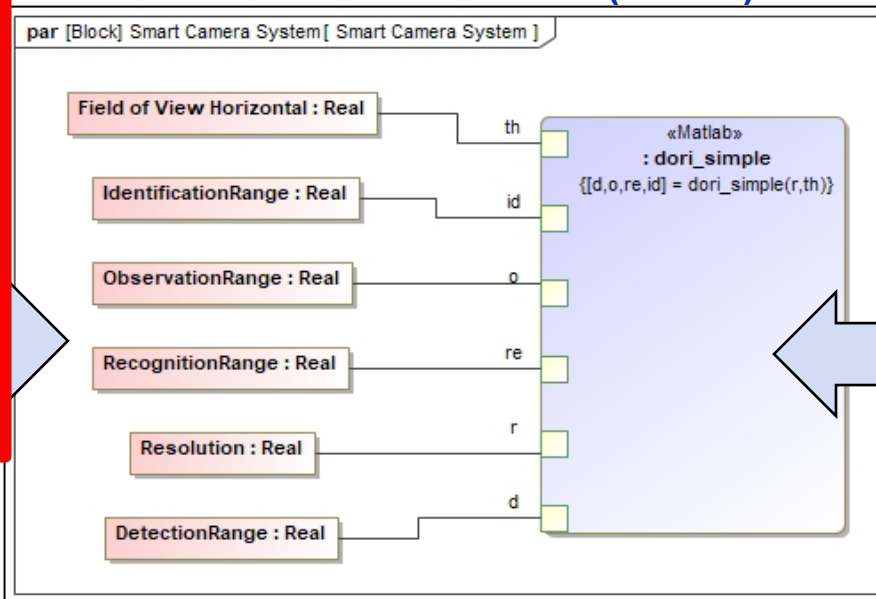 par [Block] Smart Camera System[ Smart Camera System ]
Field of View Horizontal : Real
th
«Matlab»
: dori_simple
{[d,o,re,id] = dori_simple(r,th)}
IdentificationRange : Real
id
ObservationRange : Real
o
RecognitionRange : Real
re
Resolution : Real
r
DetectionRange : Real
d